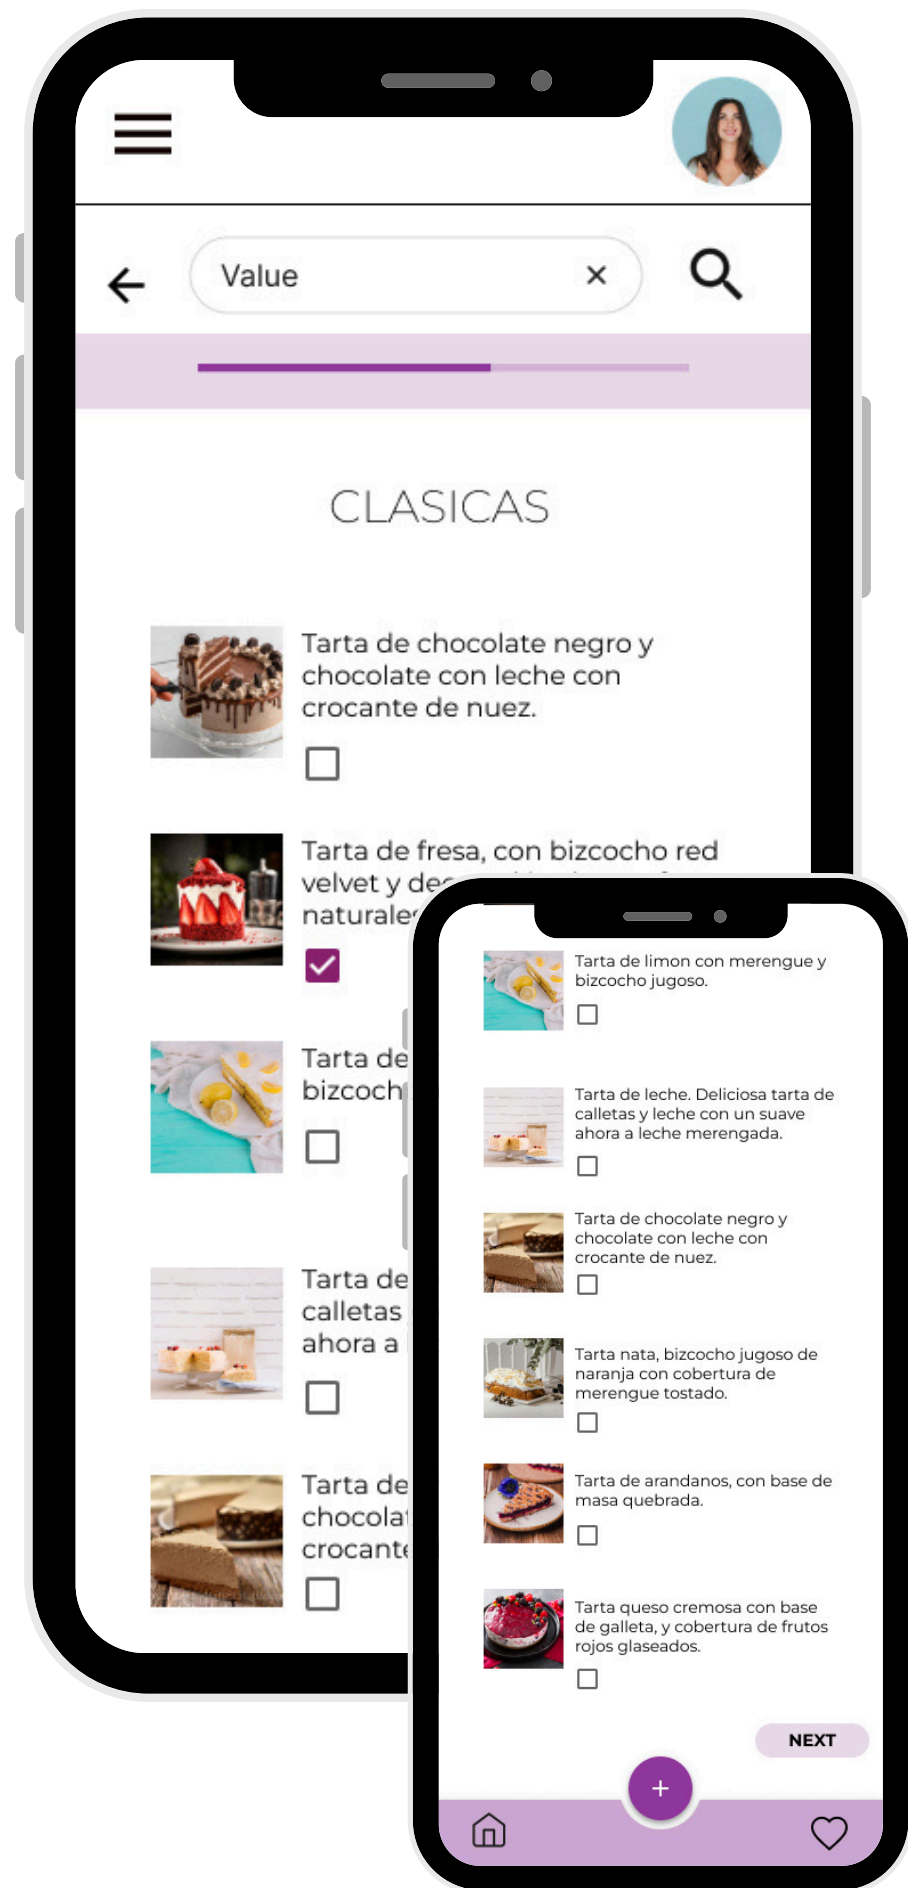 Value
CLASICAS
Tarta de chocolate negro y
chocolate con leche con
crocante de nuez.
Tarta de fresa, con bizcocho red
velvet y
naturales
Tarta de
bizcoch
Tarta de
calletas
ahora a
Tarta de
chocolat
crocante
Tarta de limon con merengue y
bizcocho jugoso.
Tarta de leche. Deliciosa tarta de
calletas y leche con un suave
ahora a leche merengada.
Tarta de chocolate negro y
chocolate con leche con
crocante de nuez.
Tarta nata, bizcocho jugoso de
naranja con cobertura de
merengue tostado.
Tarta de arandanos, con base de
masa quebrada.
Tarta queso cremosa con base
de galleta, y cobertura de frutos
rojos glaseados.
NEXT